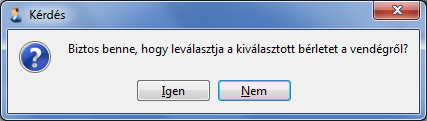 Kérdés
Biztos benne, hogy leválasztja a kiválasztott bérletet a vendégről?
Igen
Nem